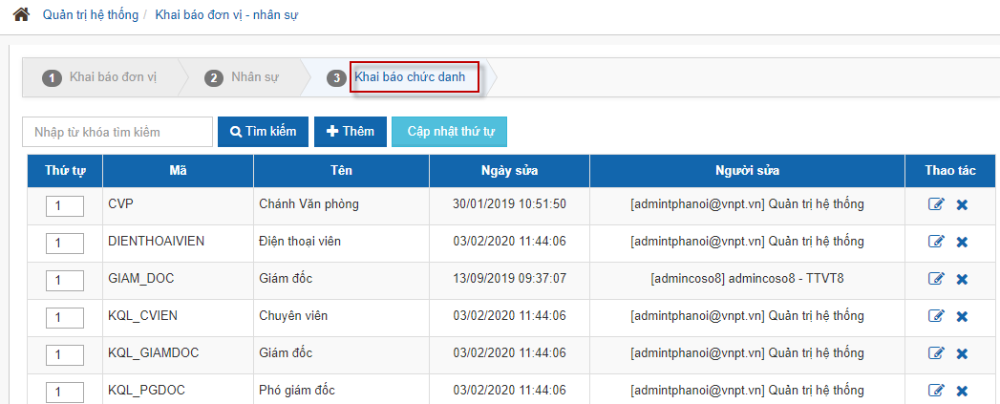 Quản trị hệ thống / Khai báo đơn vị - nhân sự
1 Khai báo đơn vị 2 Nhân sự 3 Khai báo chức danh
Nhập từ khóa tìm kiếm Tìm kiếm Thêm Cập nhật thứ tự
Thứ tự Mã Tên Ngày sửa Người sửa Thao tác
1 CVP Chánh Văn phòng 30/01/2019 10:51:50 [admintphanoi@vnpt.vn] Quản trị hệ thống
1 DIENTHOAIVIEN Điện thoại viên 03/02/2020 11:44:06 [admintphanoi@vnpt.vn] Quản trị hệ thống
1 GIAM_DOC Giám đốc 13/09/2019 09:37:07 [admincoso8] admincoso8 - TTVT8
1 KQL_CVIEN Chuyên viên 03/02/2020 11:44:06 [admintphanoi@vnpt.vn] Quản trị hệ thống
1 KQL_GIAMDOC Giám đốc 03/02/2020 11:44:06 [admintphanoi@vnpt.vn] Quản trị hệ thống
1 KQL_PGDOC Phó giám đốc 03/02/2020 11:44:06 [admintphanoi@vnpt.vn] Quản trị hệ thống